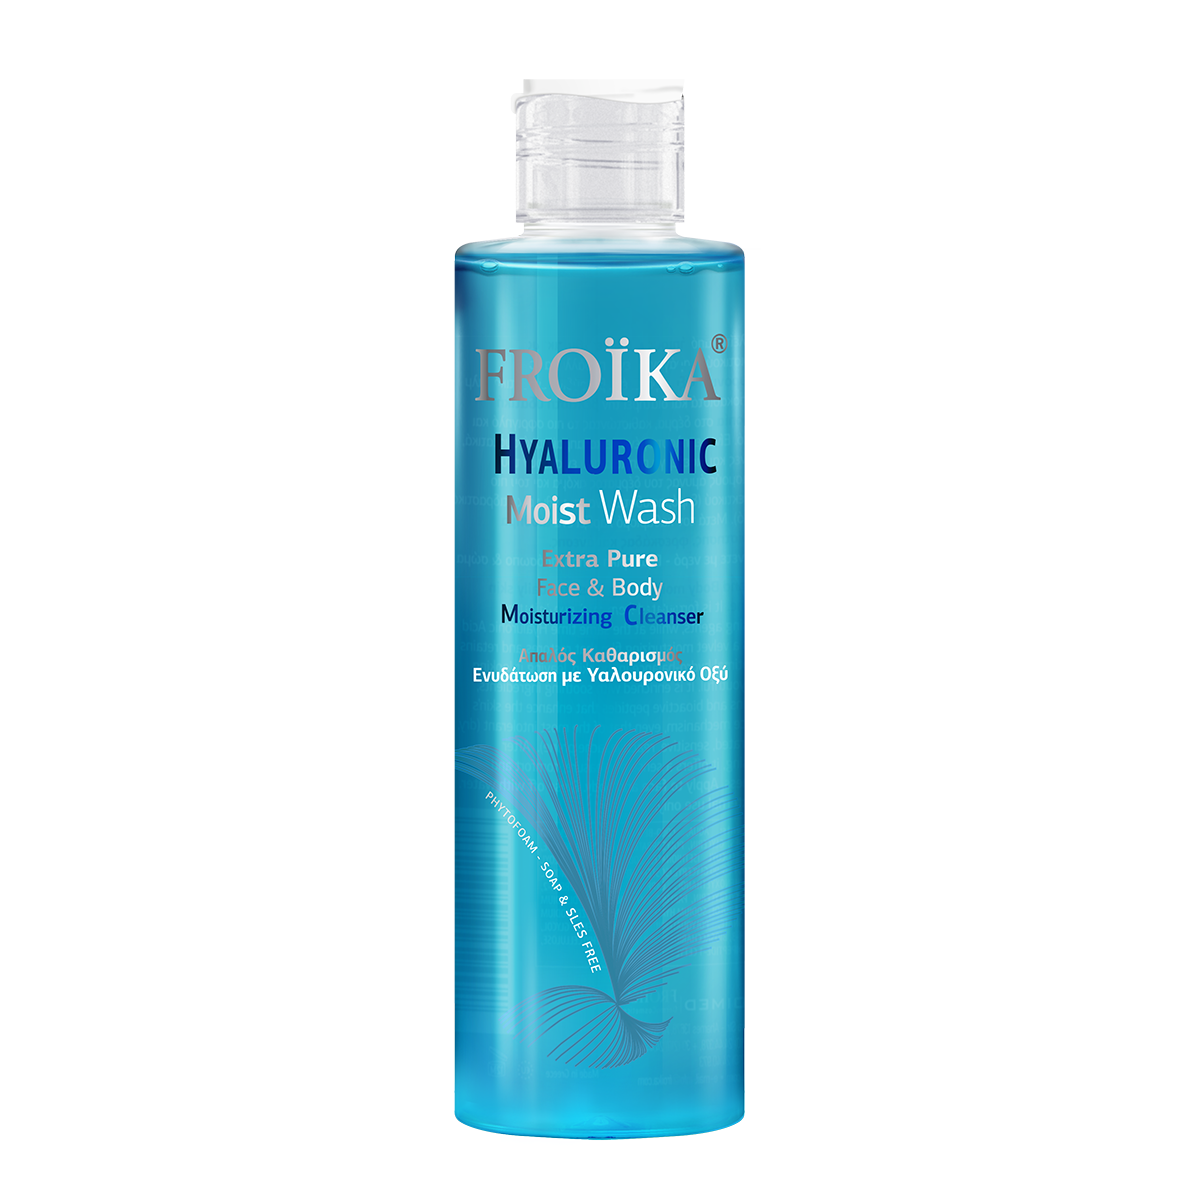 FROÏKA®
HYALURONIC
Moist Wash
Extra Pure
Face & Body
Moisturizing Cleanser
Απαλός Καθαρισμός
Ενυδάτωση με Υαλουρονικό Οξύ
PHYTOFOAM - SOAP & SLES FREE